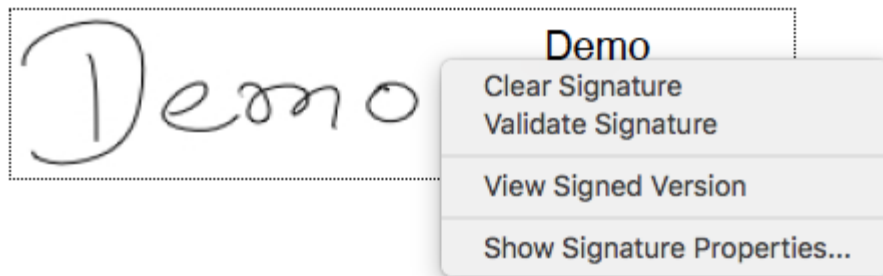 Demo
Demo
Clear Signature
Validate Signature
View Signed Version
Show Signature Properties...